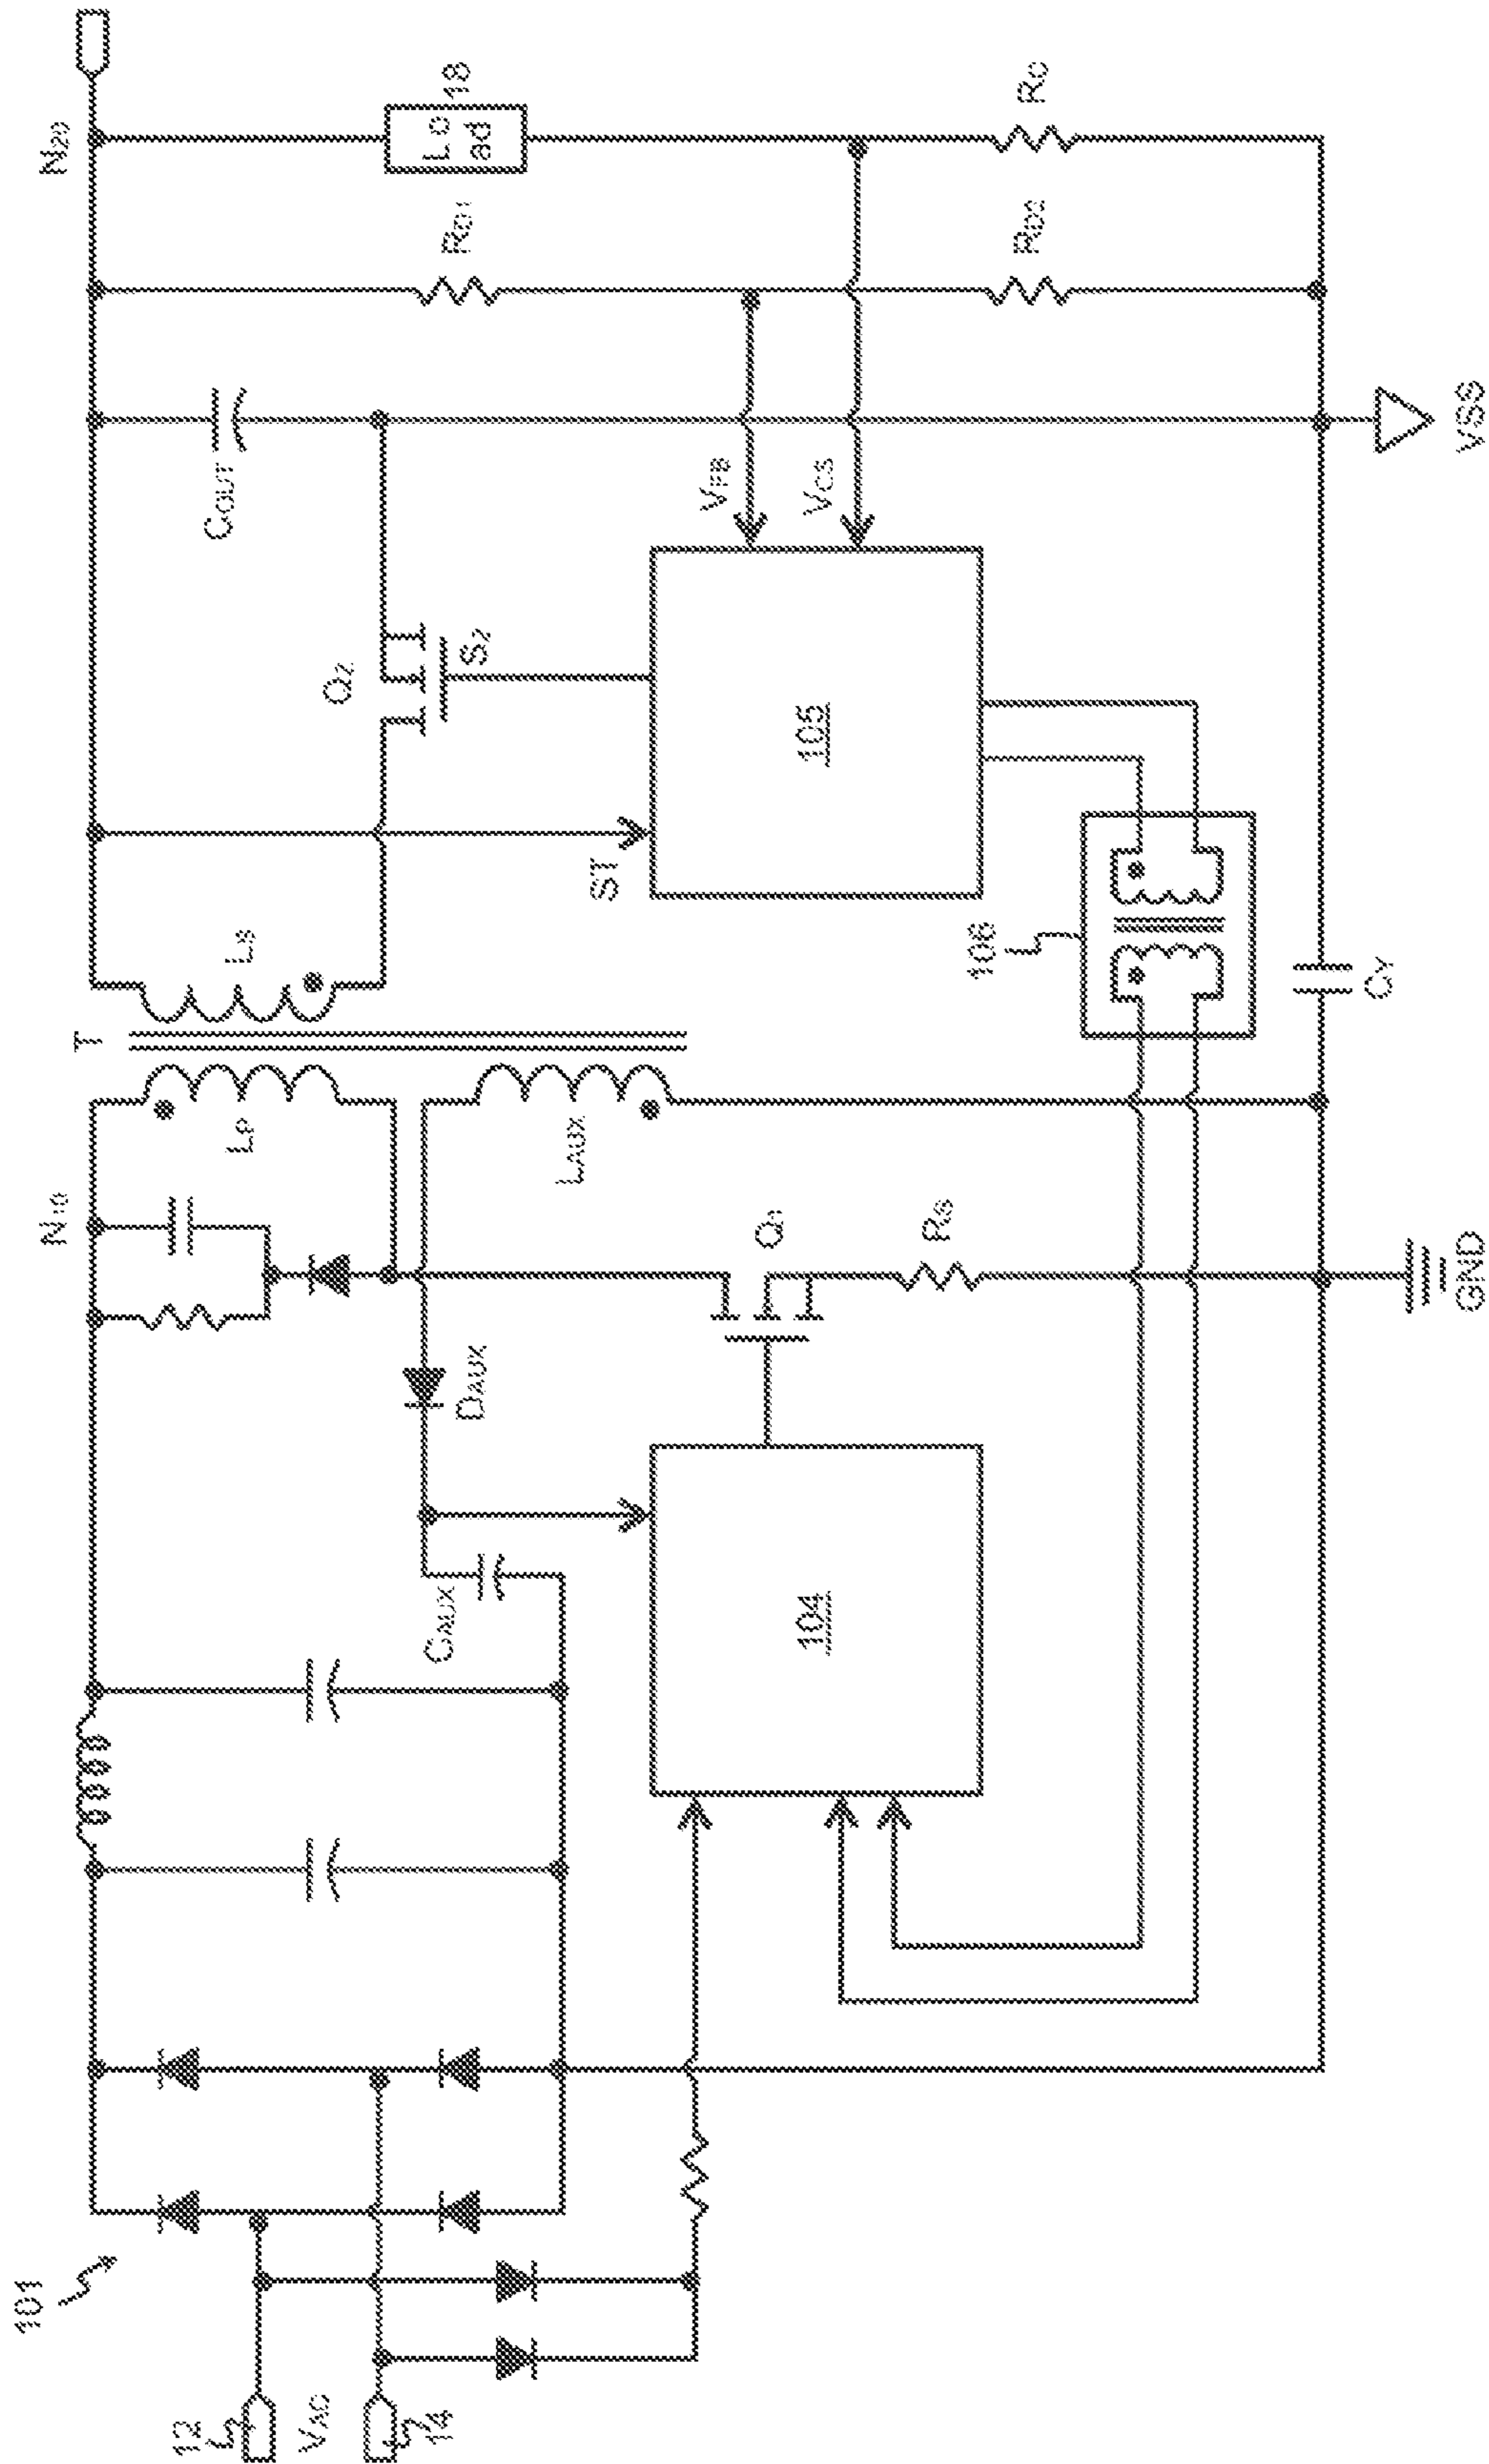 101
12
VAC
14
N10
T
N20
LP
LS
COUT
Load
18
RD1
Q2
S2
LAUX
DAUX
CAUX
ST
VFB
VCS
Q1
RS
104
105
RD2
RC
106
CY
GND
VSS